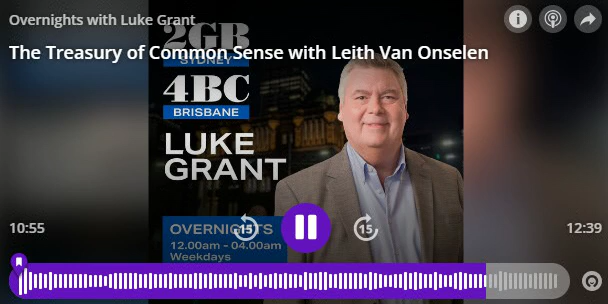 Overnights with Luke Grant
The Treasury of Common Sense with Leith Van Onselen
2GB
SYDNEY
4BC
BRISBANE
LUKE
GRANT
10:55
15
15
12:39
OVERNIGHTS
12.00am - 04.00am
Weekdays